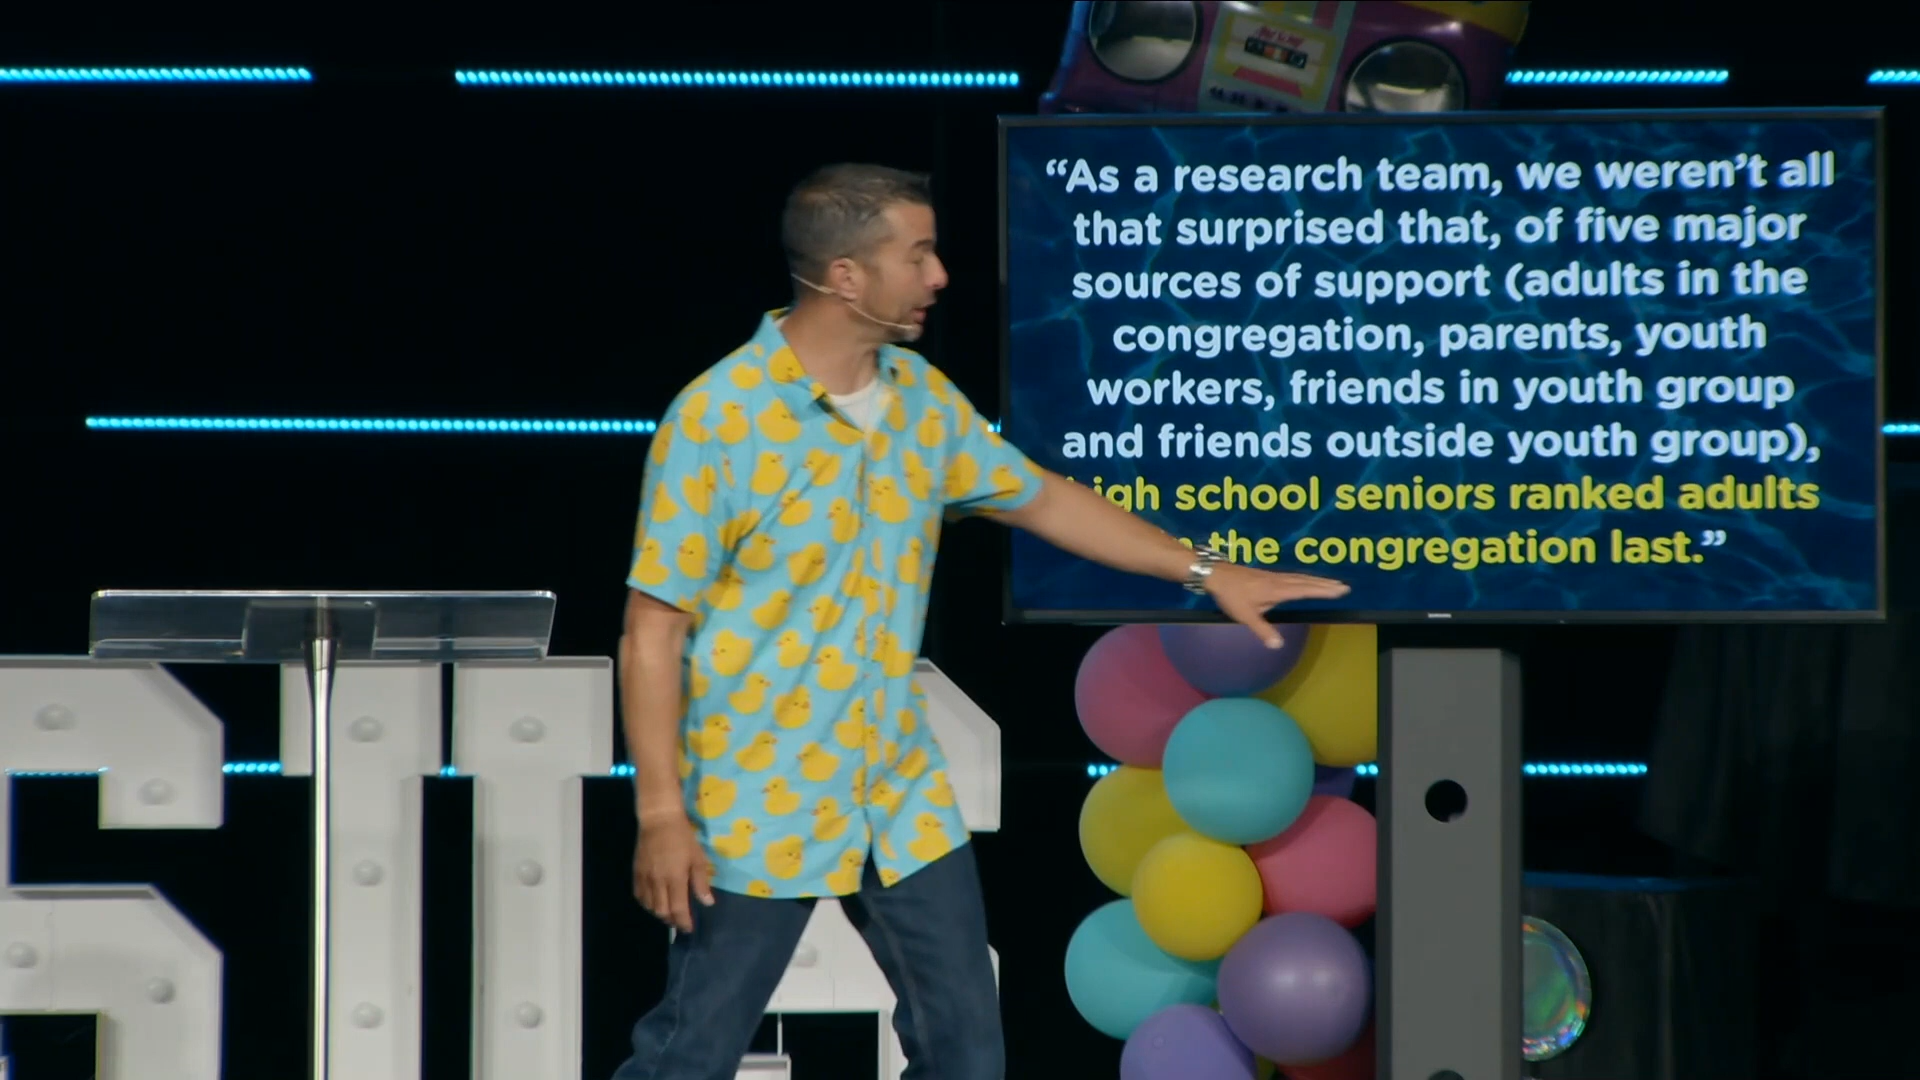 “As a research team, we weren’t all
that surprised that, of five major
sources of support (adults in the
congregation, parents, youth
workers, friends in youth group
and friends outside youth group),
high school seniors ranked adults
the congregation last.”